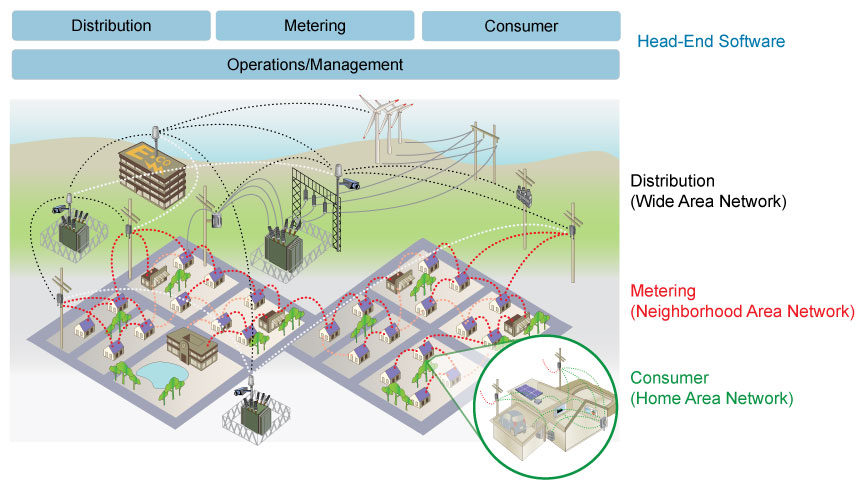 Distribution
Metering
Consumer
Head-End Software
Operations/Management
E-CO
Distribution
(Wide Area Network)
Metering
(Neighborhood Area Network)
Consumer
(Home Area Network)